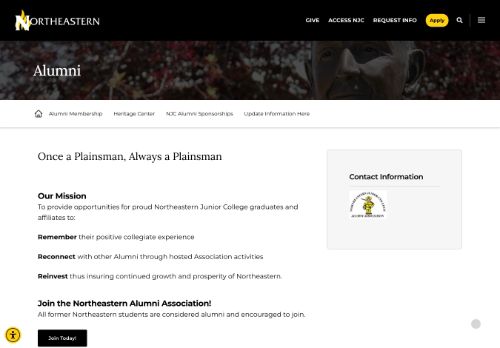 NORTHEASTERN
GIVE ACCESS NJC REQUEST INFO Apply
Alumni
Alumni Membership Heritage Center NJC Alumni Sponsorships Update Information Here
Once a Plainsman, Always a Plainsman
Our Mission
To provide opportunities for proud Northeastern Junior College graduates and
affiliates to:
Remember their positive collegiate experience
Reconnect with other Alumni through hosted Association activities
Reinvest thus insuring continued growth and prosperity of Northeastern.
Join the Northeastern Alumni Association!
All former Northeastern students are considered alumni and encouraged to join.
Join Today!
Contact Information
ALUMNI ASSOCIATION